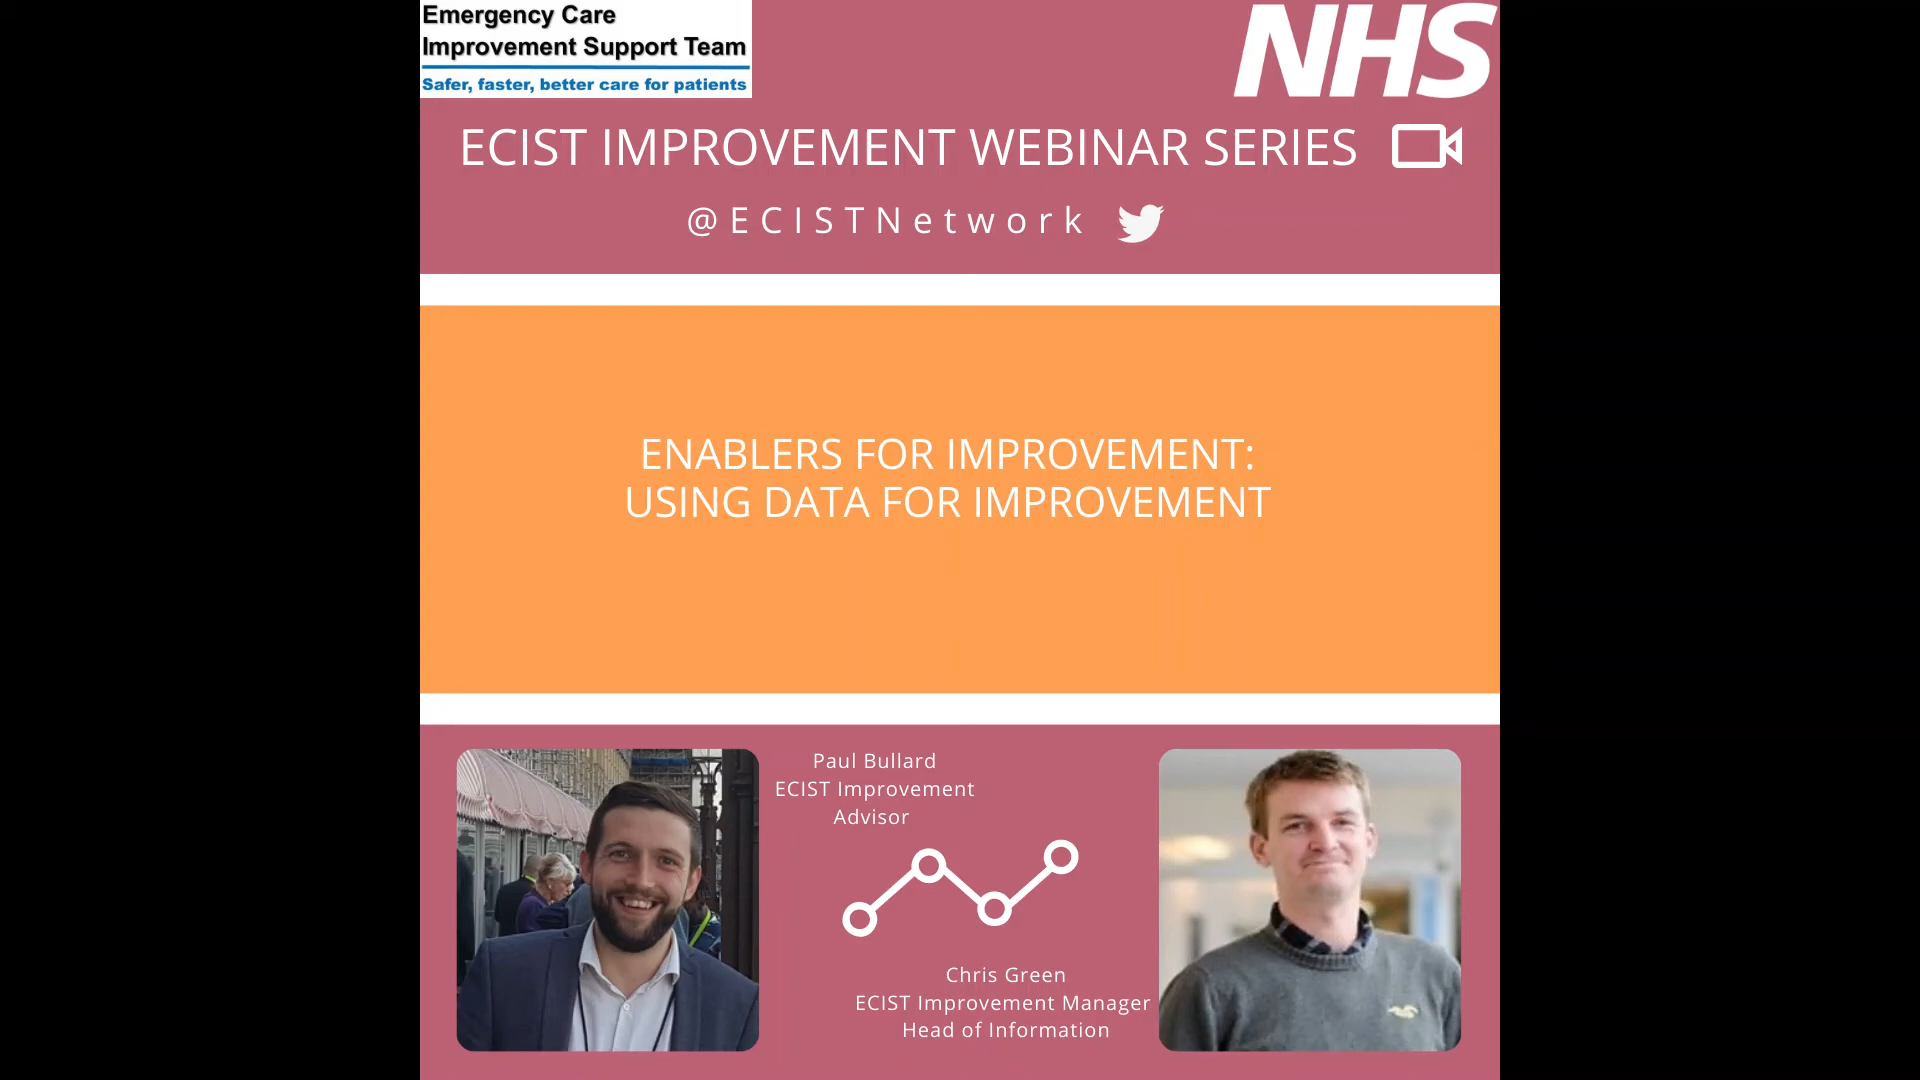 Emergency Care
Improvement Support Team
Safer, faster, better care for patients
NHS
ECIST IMPROVEMENT WEBINAR SERIES
@ECISTNetwork
ENABLERS FOR IMPROVEMENT:
USING DATA FOR IMPROVEMENT
Paul Bullard
ECIST Improvement
Advisor
Chris Green
ECIST Improvement Manager
Head of Information